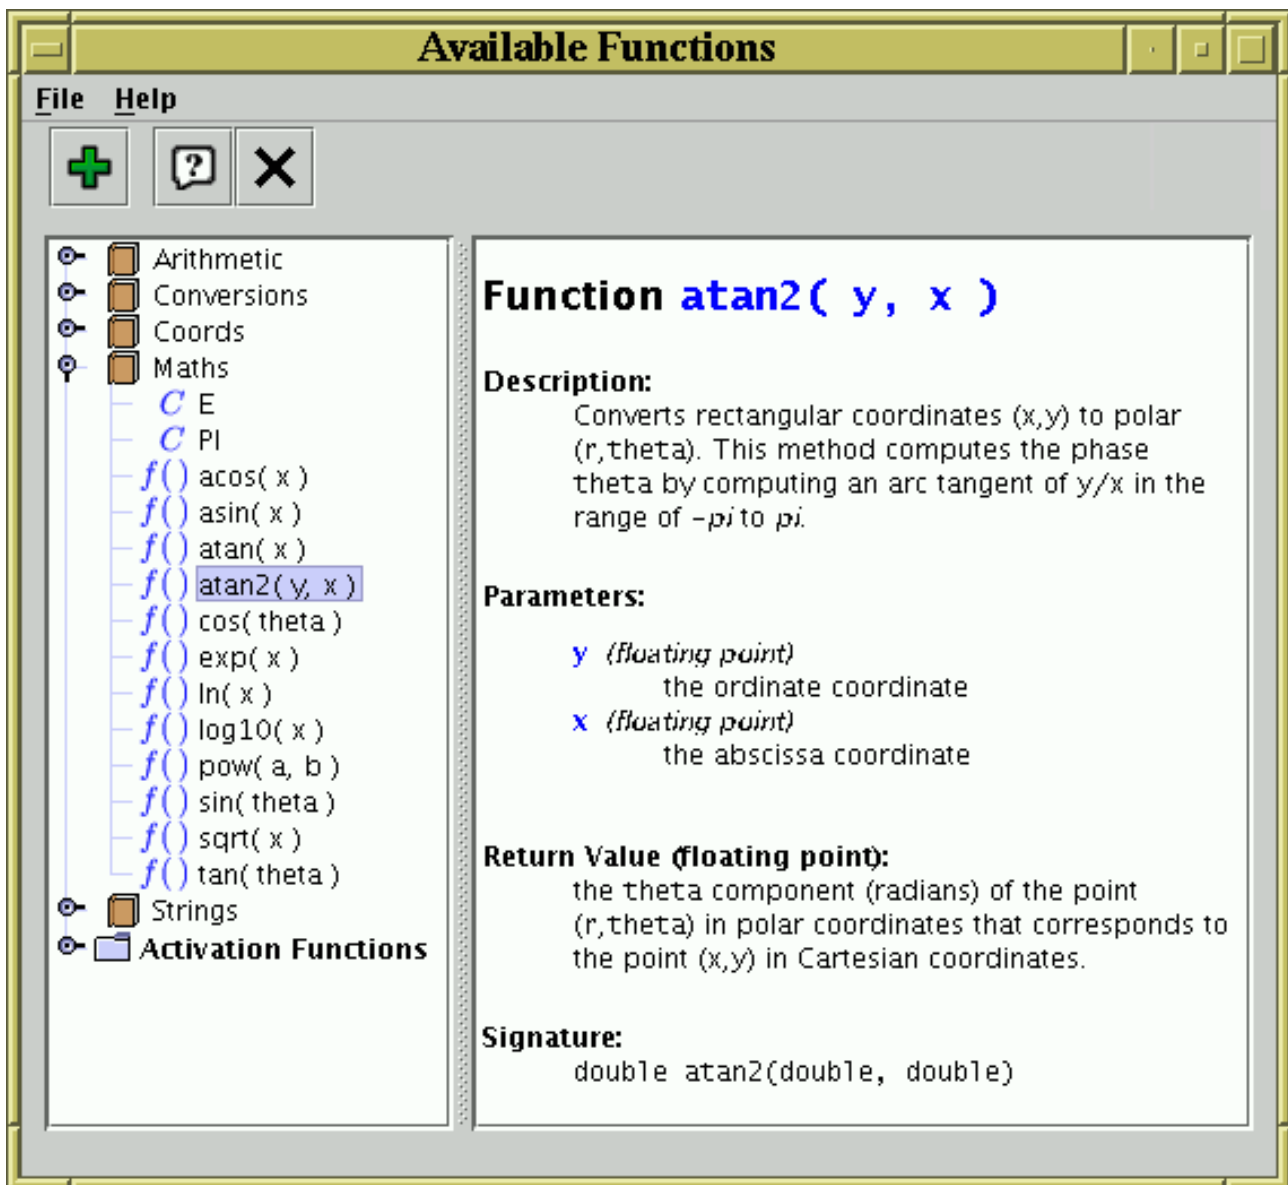 Available Functions
File Help
Arithmetic
Conversions
Coords
Maths
C E
C PI
f() acos( x )
f() asin( x )
f() atan( x )
f() atan2( y, x )
f() cos( theta )
f() exp( x )
f() ln( x )
f() log10( x )
f() pow( a, b )
f() sin( theta )
f() sqrt( x )
f() tan( theta )
Strings
Activation Functions
Function atan2( y, x )
Description:
Converts rectangular coordinates (x,y) to polar
(r,theta). This method computes the phase
theta by computing an arc tangent of y/x in the
range of -pi to pi.
Parameters:
y (floating point)
the ordinate coordinate
x (floating point)
the abscissa coordinate
Return Value (floating point):
the theta component (radians) of the point
(r,theta) in polar coordinates that corresponds to
the point (x,y) in Cartesian coordinates.
Signature:
double atan2(double, double)